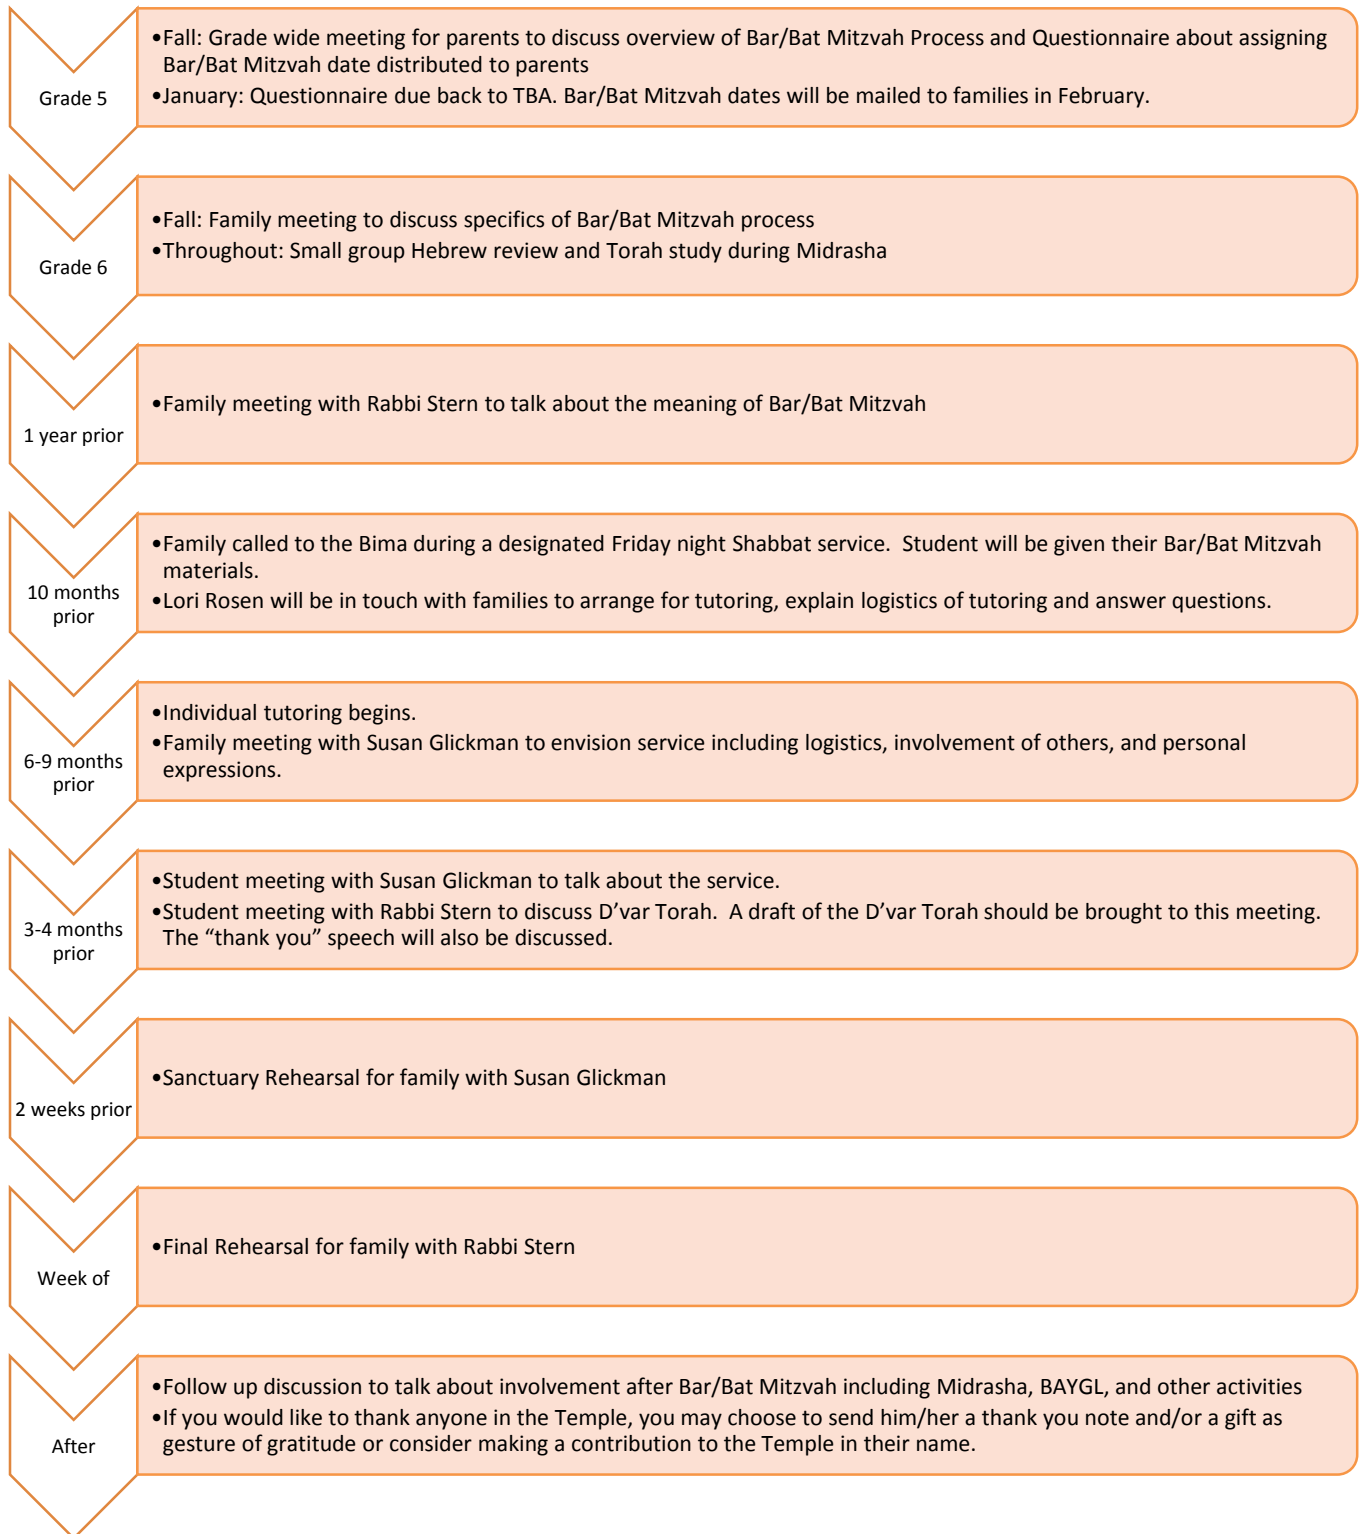 Grade 5
•Fall: Grade wide meeting for parents to discuss overview of Bar/Bat Mitzvah Process and Questionnaire about assigning
Bar/Bat Mitzvah date distributed to parents
•January: Questionnaire due back to TBA. Bar/Bat Mitzvah dates will be mailed to families in February.
Grade 6
•Fall: Family meeting to discuss specifics of Bar/Bat Mitzvah process
•Throughout: Small group Hebrew review and Torah study during Midrasha
1 year prior
•Family meeting with Rabbi Stern to talk about the meaning of Bar/Bat Mitzvah
10 months
prior
•Family called to the Bima during a designated Friday night Shabbat service.  Student will be given their Bar/Bat Mitzvah
materials.
•Lori Rosen will be in touch with families to arrange for tutoring, explain logistics of tutoring and answer questions.
6-9 months
prior
•Individual tutoring begins.
•Family meeting with Susan Glickman to envision service including logistics, involvement of others, and personal
expressions.
3-4 months
prior
•Student meeting with Susan Glickman to talk about the service.
•Student meeting with Rabbi Stern to discuss D’var Torah.  A draft of the D’var Torah should be brought to this meeting.
The “thank you” speech will also be discussed.
2 weeks prior
•Sanctuary Rehearsal for family with Susan Glickman
Week of
•Final Rehearsal for family with Rabbi Stern
After
•Follow up discussion to talk about involvement after Bar/Bat Mitzvah including Midrasha, BAYGL, and other activities
•If you would like to thank anyone in the Temple, you may choose to send him/her a thank you note and/or a gift as
gesture of gratitude or consider making a contribution to the Temple in their name.